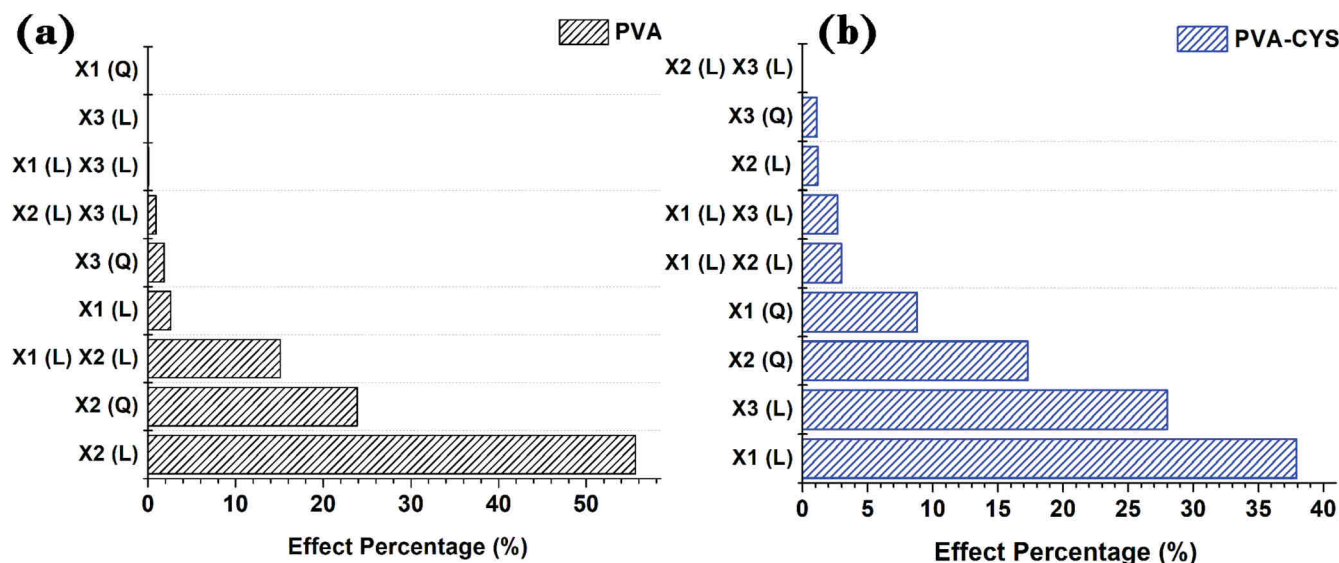 (a)
PVA
X1 (Q)
X3 (L)
X1 (L) X3 (L)
X2 (L) X3 (L)
X3 (Q)
X1 (L)
X1 (L) X2 (L)
X2 (Q)
X2 (L)
0 10 20 30 40 50
Effect Percentage (%)
(b)
PVA-CYS
X2 (L) X3 (L)
X3 (Q)
X2 (L)
X1 (L) X3 (L)
X1 (L) X2 (L)
X1 (Q)
X2 (Q)
X3 (L)
X1 (L)
0 5 10 15 20 25 30 35 40
Effect Percentage (%)